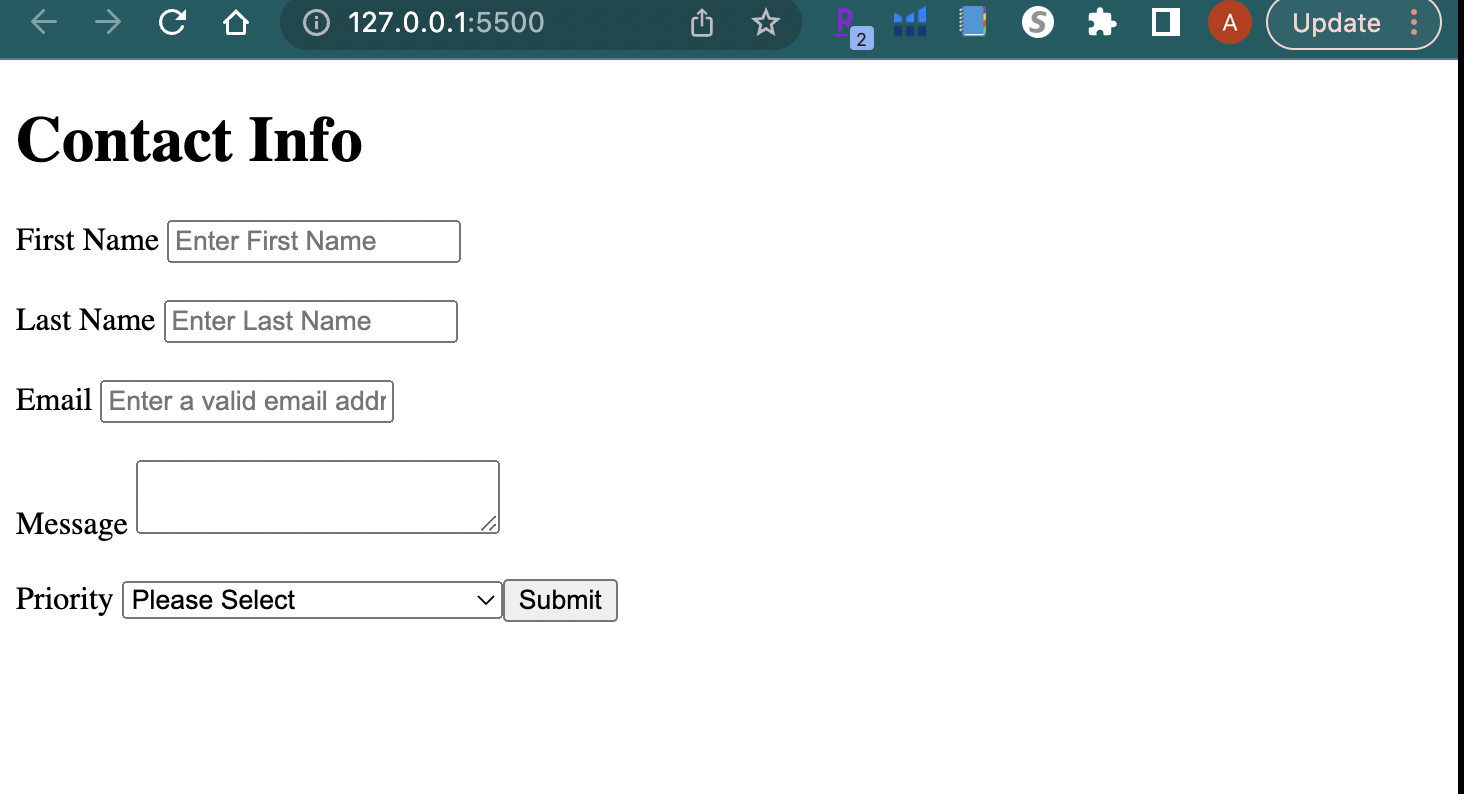 127.0.0.1:5500
2
S
A
Update
Contact Info
First Name Enter First Name
Last Name Enter Last Name
Email Enter a valid email addr
Message
Priority Please Select Submit